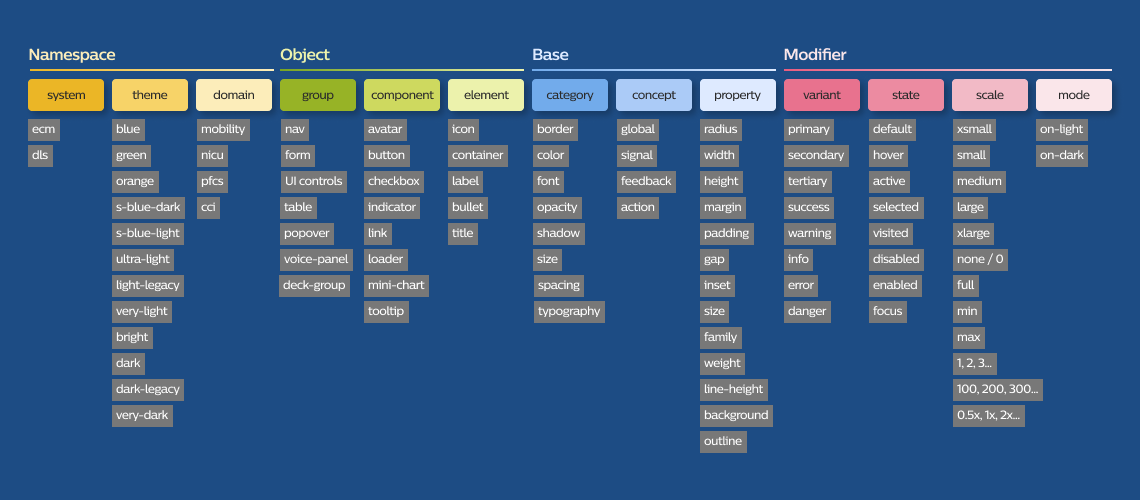 Namespace Object Base Modifier
system theme domain group component element category concept property variant state scale mode
ecm blue mobility nav avatar icon border global radius primary default xsmall on-light
dls green nicu form button container color signal width secondary hover small on-dark
orange pfcs UI controls checkbox label font feedback height tertiary active medium
s-blue-dark cci table indicator bullet opacity action margin success selected large
s-blue-light popover link title shadow padding warning visited xlarge
ultra-light voice-panel loader size gap info disabled none / 0
light-legacy deck-group mini-chart spacing inset error enabled full
very-light tooltip typography size danger focus min
bright family max
dark weight 1, 2, 3...
dark-legacy line-height 100, 200, 300...
very-dark background 0.5x, 1x, 2x...
outline